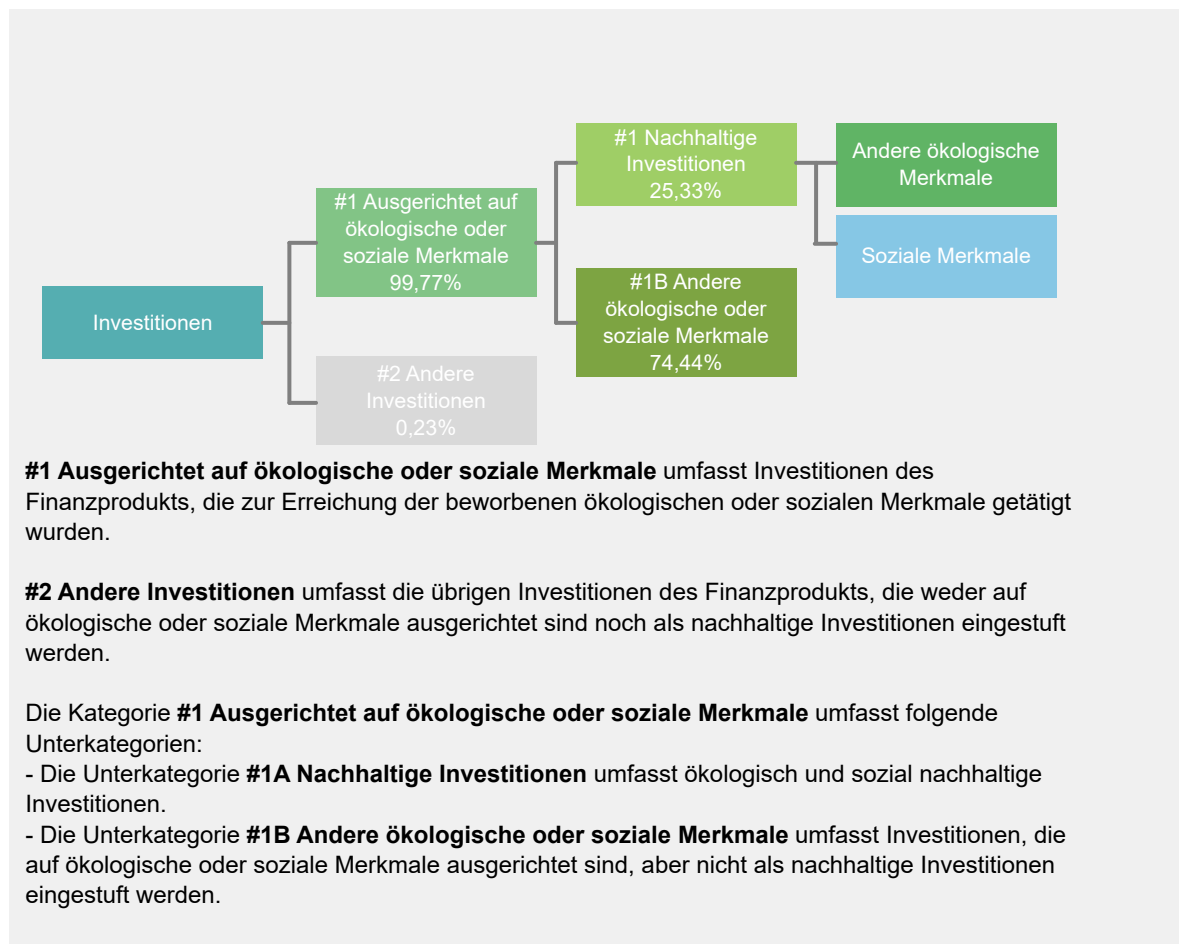 #1 Nachhaltige
Investitionen
25,33%
Andere ökologische
Merkmale
#1 Ausgerichtet auf
ökologische oder
soziale Merkmale
99,77%
Soziale Merkmale
#1B Andere
ökologische oder
soziale Merkmale
74,44%
Investitionen
#2 Andere
Investitionen
0,23%
#1 Ausgerichtet auf ökologische oder soziale Merkmale umfasst Investitionen des
Finanzprodukts, die zur Erreichung der beworbenen ökologischen oder sozialen Merkmale getätigt
wurden.
#2 Andere Investitionen umfasst die übrigen Investitionen des Finanzprodukts, die weder auf
ökologische oder soziale Merkmale ausgerichtet sind noch als nachhaltige Investitionen eingestuft
werden.
Die Kategorie #1 Ausgerichtet auf ökologische oder soziale Merkmale umfasst folgende
Unterkategorien:
- Die Unterkategorie #1A Nachhaltige Investitionen umfasst ökologisch und sozial nachhaltige
Investitionen.
- Die Unterkategorie #1B Andere ökologische oder soziale Merkmale umfasst Investitionen, die
auf ökologische oder soziale Merkmale ausgerichtet sind, aber nicht als nachhaltige Investitionen
eingestuft werden.